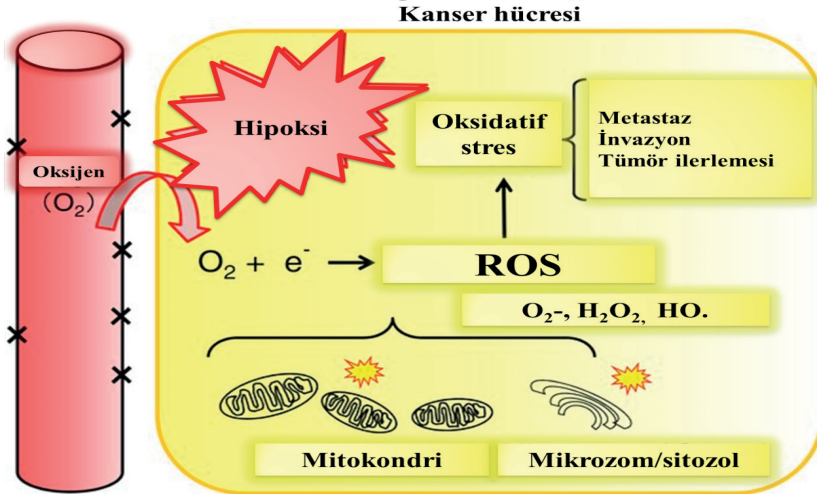 Kanser hücresi
Hipoksi
Oksidatif
stres
Metastaz
İnvazyon
Tümör ilerlemesi
Oksijen
(O₂)
O₂ + e⁻
ROS
O₂-, H₂O₂, HO.
Mitokondri
Mikrozom/sitozol